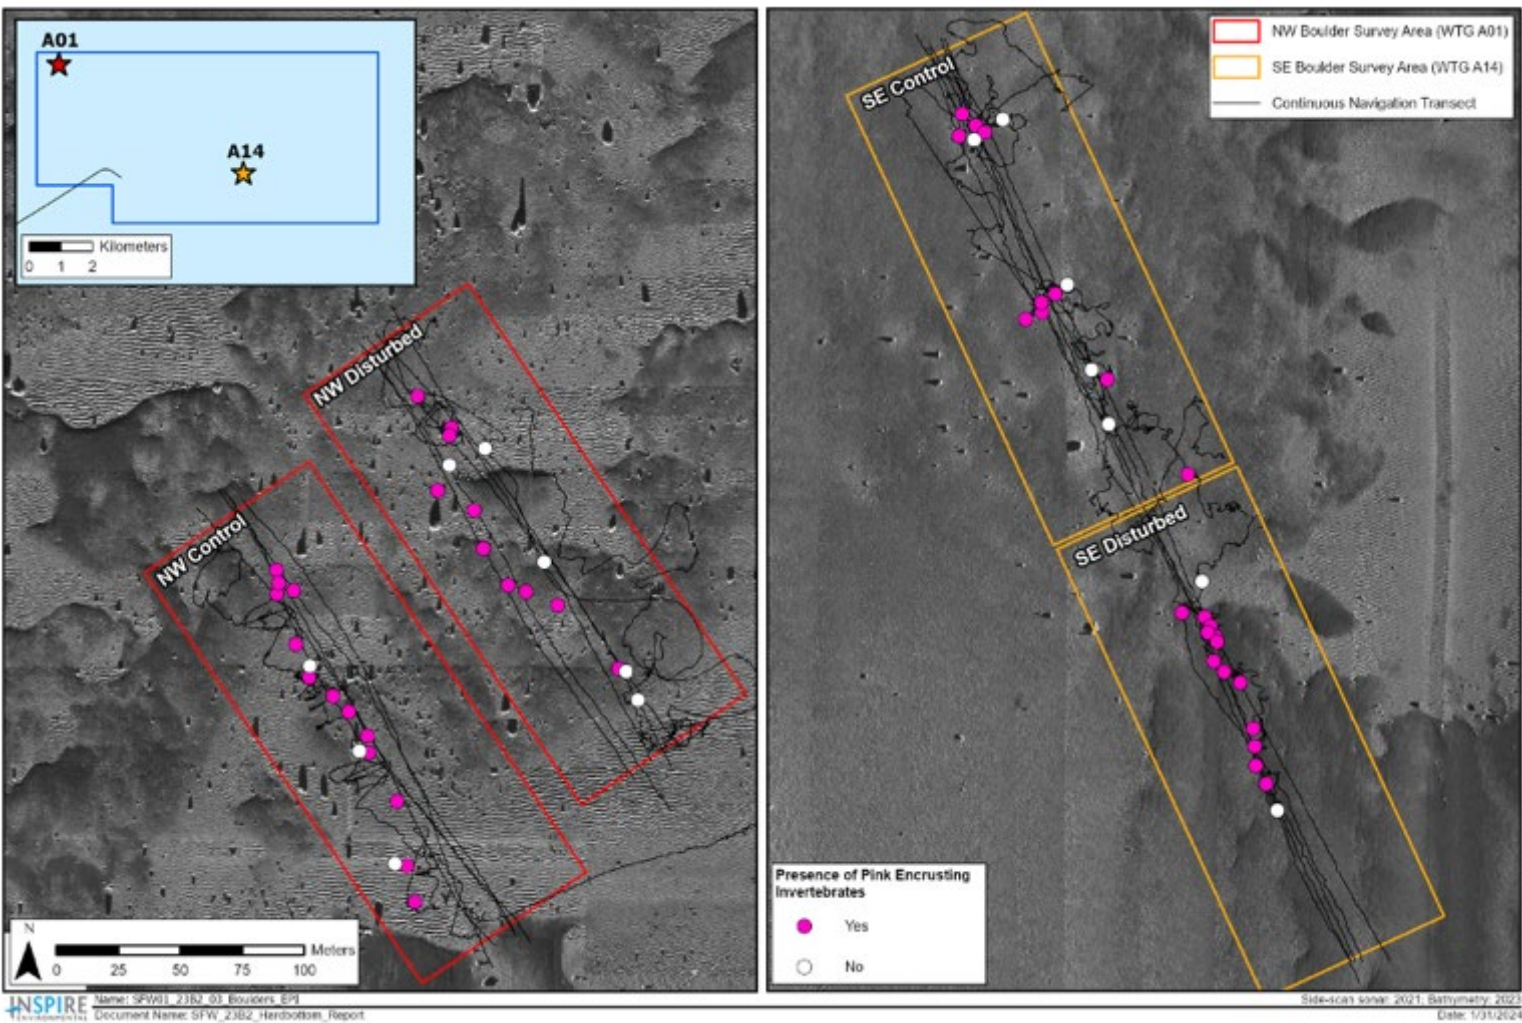 A01
A14
Kilometers
0 1 2
NW Disturbed
NW Control
N
Meters
0 25 50 75 100
SE Control
SE Disturbed
NW Boulder Survey Area (WTG A01)
SE Boulder Survey Area (WTG A14)
Continuous Navigation Transect
Presence of Pink Encrusting
Invertebrates
Yes
No
INSPIRE
ENVIRONMENTAL
Name: SFW01_23B2_03_Boulders_EPI
Document Name: SFW_23B2_Hardbottom_Report
Side-scan sonar: 2021; Bathymetry: 2023
Date: 1/31/2024